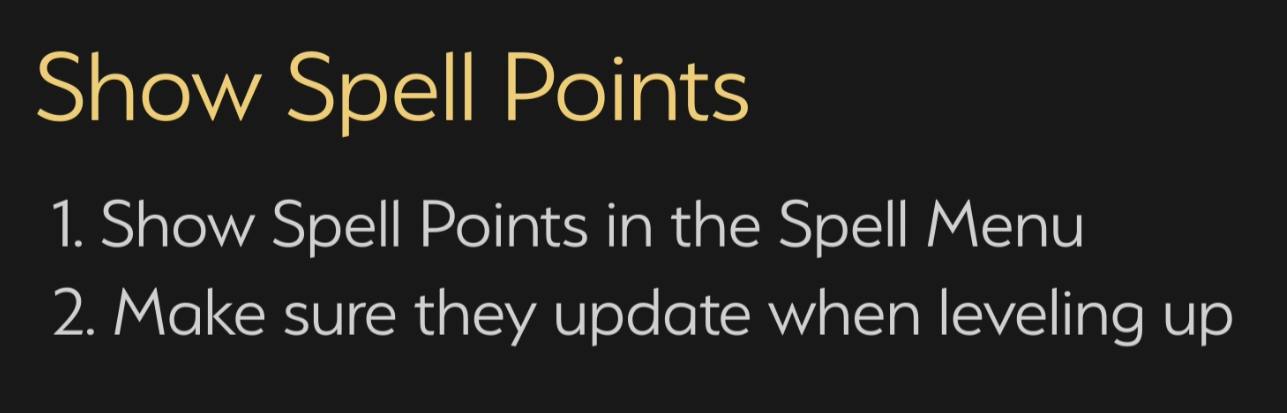 Show Spell Points
1. Show Spell Points in the Spell Menu
2. Make sure they update when leveling up